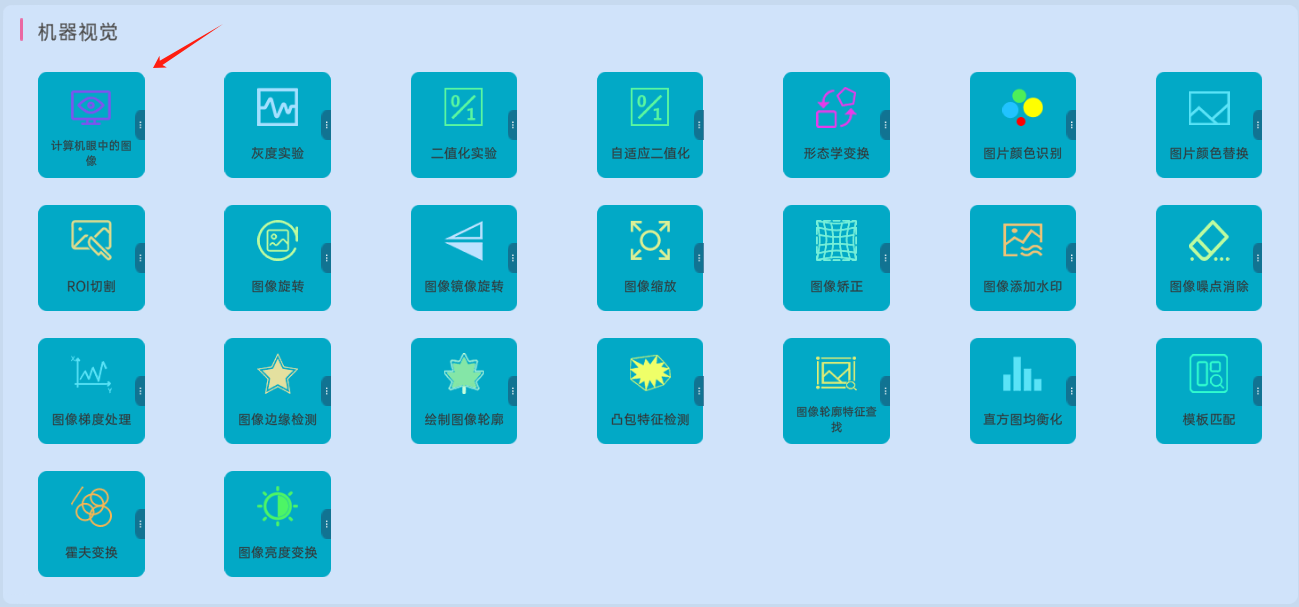 机器视觉
计算机眼中的图
像
灰度实验
0/1
二值化实验
0/1
自适应二值化
形态学变换
图片颜色识别
图片颜色替换
ROI切割
图像旋转
图像镜像旋转
图像缩放
图像矫正
图像添加水印
图像噪点消除
X
Y
图像梯度处理
图像边缘检测
绘制图像轮廓
凸包特征检测
图像轮廓特征查
找
直方图均衡化
模板匹配
霍夫变换
图像亮度变换